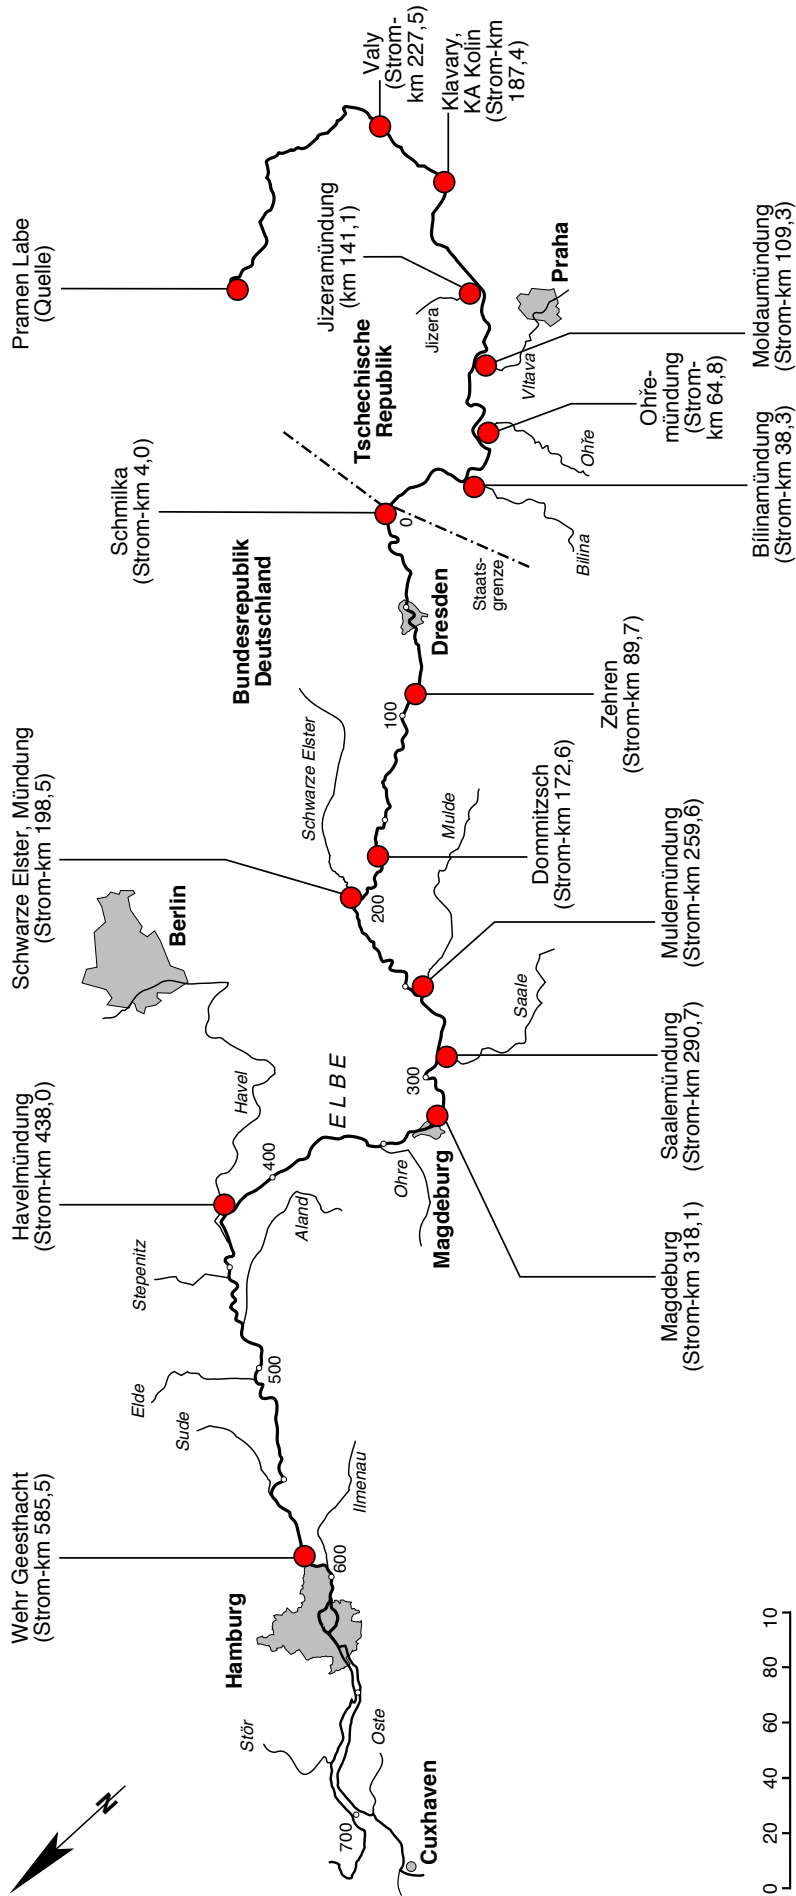 Wehr Geesthacht
(Strom-km 585,5)
Havelmündung
(Strom-km 438,0)
Schwarze Elster, Mündung
(Strom-km 198,5)
Schmilka
(Strom-km 4,0)
Pramen Labe
(Quelle)
Jizeramündung
(km 141,1)
Valy
(Strom-
km 227,5)
Klavary,
KA Kolin
(Strom-km
187,4)
N
Cuxhaven
700
Oste
Stör
Hamburg
600
Ilmenau
Sude
Elde
500
Stepenitz
Aland
400
Havel
ELBE
Ohre
Magdeburg
300
Saale
Berlin
200
Mulde
Schwarze Elster
100
Bundesrepublik
Deutschland
Dresden
0
Staats-
grenze
Tschechische
Republik
Bilina
Ohře
Vltava
Praha
Jizera
Magdeburg
(Strom-km 318,1)
Saalemündung
(Strom-km 290,7)
Muldemündung
(Strom-km 259,6)
Dommitzsch
(Strom-km 172,6)
Zehren
(Strom-km 89,7)
Bilinamündung
(Strom-km 38,3)
Ohře-
mündung
(Strom-
km 64,8)
Moldaumündung
(Strom-km 109,3)
0 20 40 60 80 10